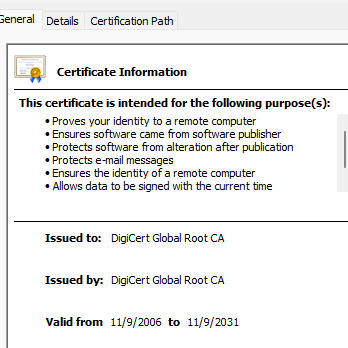 General Details Certification Path
Certificate Information
This certificate is intended for the following purpose(s):
• Proves your identity to a remote computer
• Ensures software came from software publisher
• Protects software from alteration after publication
• Protects e-mail messages
• Ensures the identity of a remote computer
• Allows data to be signed with the current time
Issued to: DigiCert Global Root CA
Issued by: DigiCert Global Root CA
Valid from 11/9/2006 to 11/9/2031